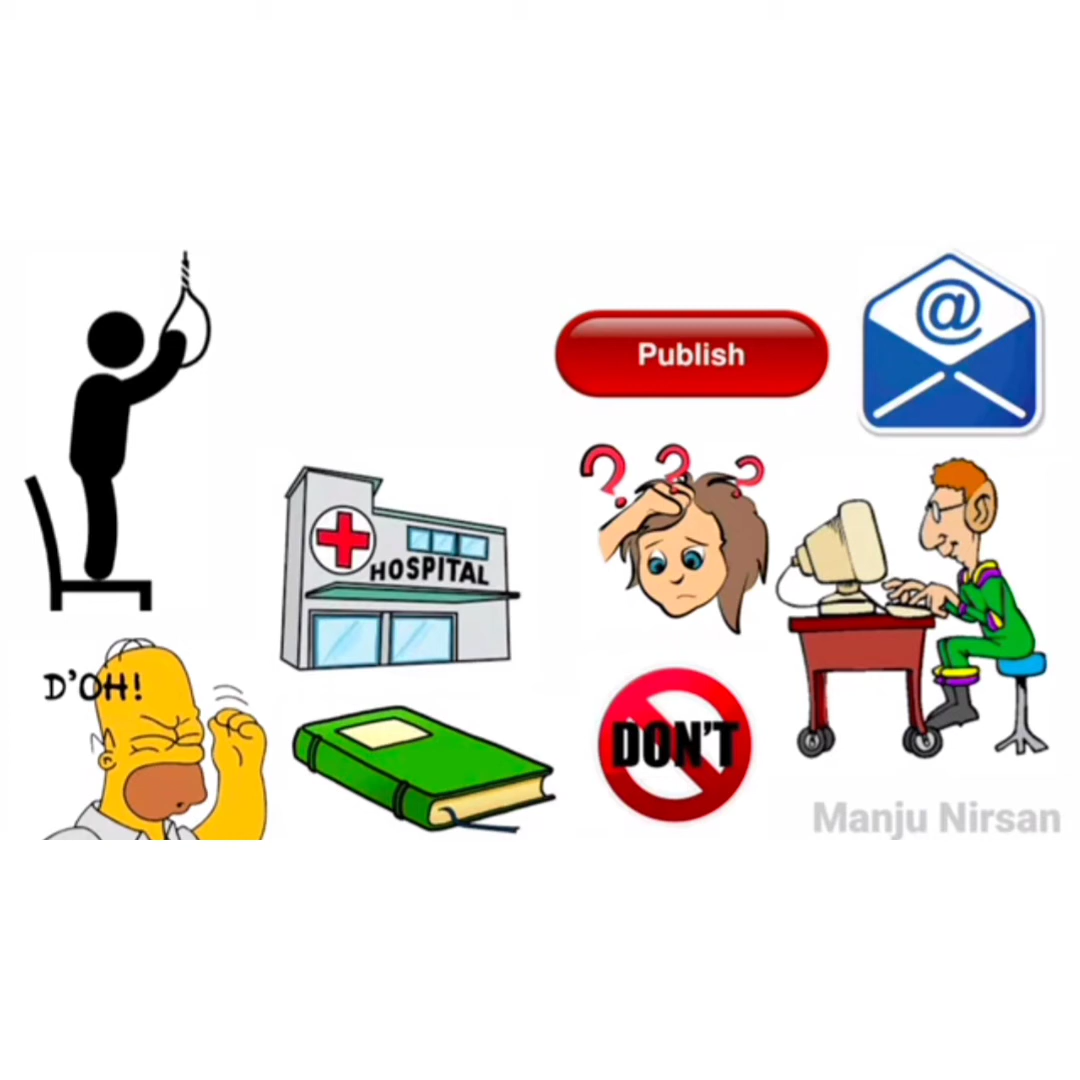 Publish
@
? ? ?
HOSPITAL
D'OH!
DON'T
Manju Nirsan